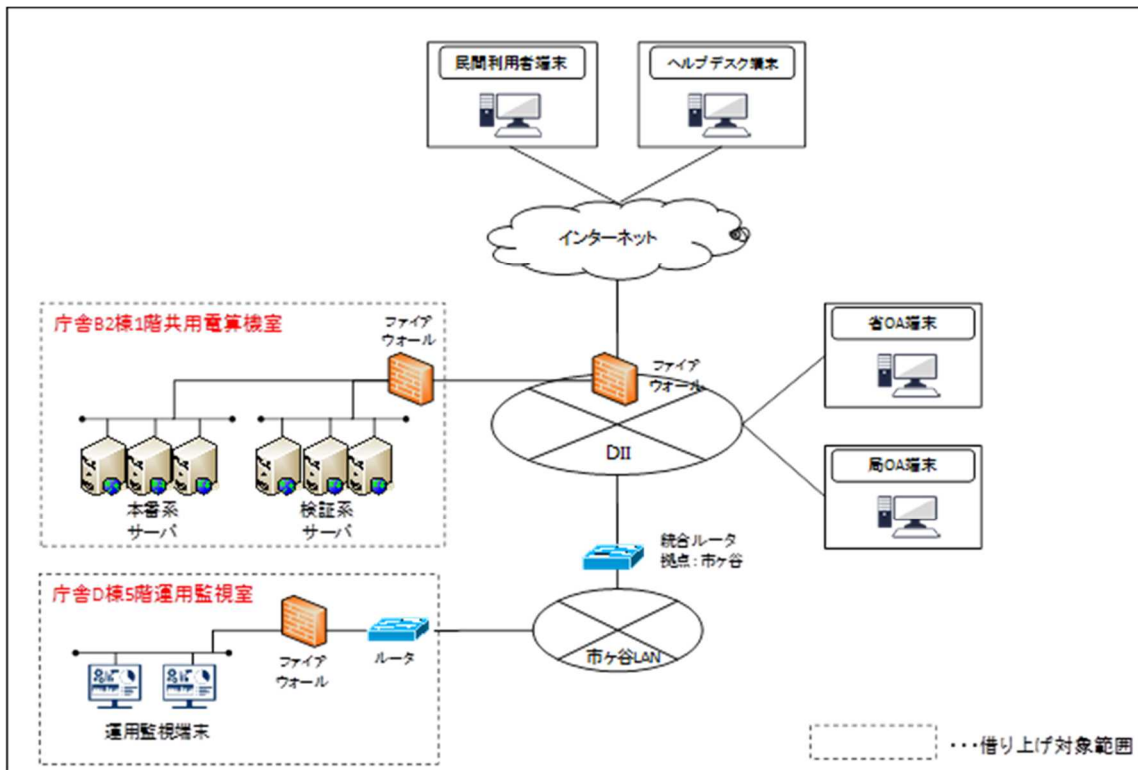 民間利用者端末
ヘルプデスク端末
インターネット
庁舎B2棟1階共用電算機室
ファイア
ウォール
ファイア
ウォール
省OA端末
DII
局OA端末
本番系
サーバ
検証系
サーバ
統合ルータ
拠点:市ヶ谷
庁舎D棟5階運用監視室
ファイア
ウォール
ルータ
市ヶ谷LAN
運用監視端末
・・・借り上げ対象範囲